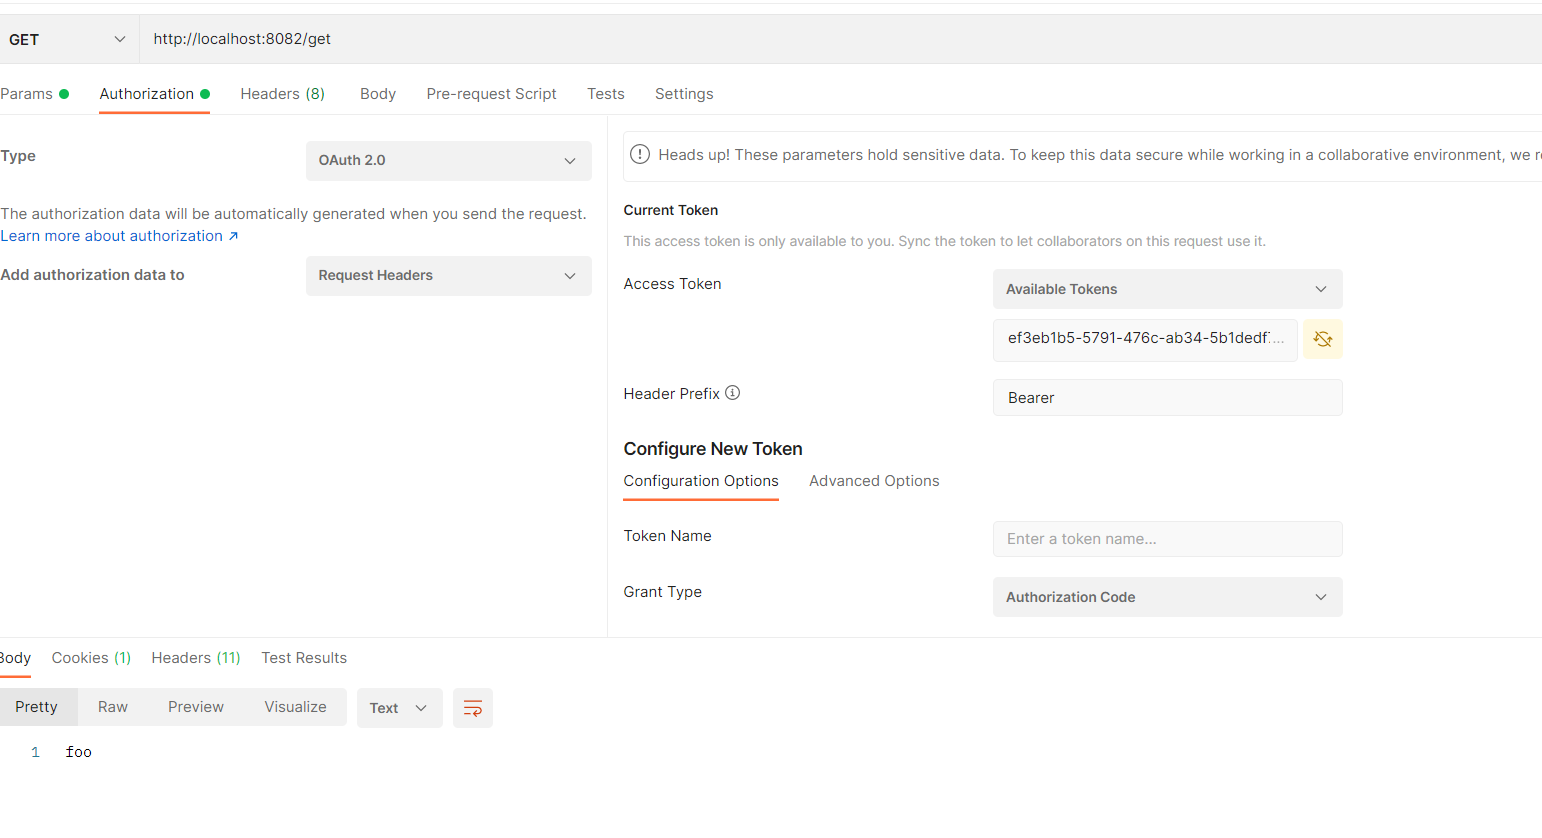 GET http://localhost:8082/get
Params Authorization Headers (8) Body Pre-request Script Tests Settings
Type OAuth 2.0
The authorization data will be automatically generated when you send the request.
Learn more about authorization ↗
Add authorization data to Request Headers
Heads up! These parameters hold sensitive data. To keep this data secure while working in a collaborative environment, we r
Current Token
This access token is only available to you. Sync the token to let collaborators on this request use it.
Access Token Available Tokens
ef3eb1b5-5791-476c-ab34-5b1dedf...
Header Prefix Bearer
Configure New Token
Configuration Options Advanced Options
Token Name Enter a token name...
Grant Type Authorization Code
Body Cookies (1) Headers (11) Test Results
Pretty Raw Preview Visualize Text
1 foo